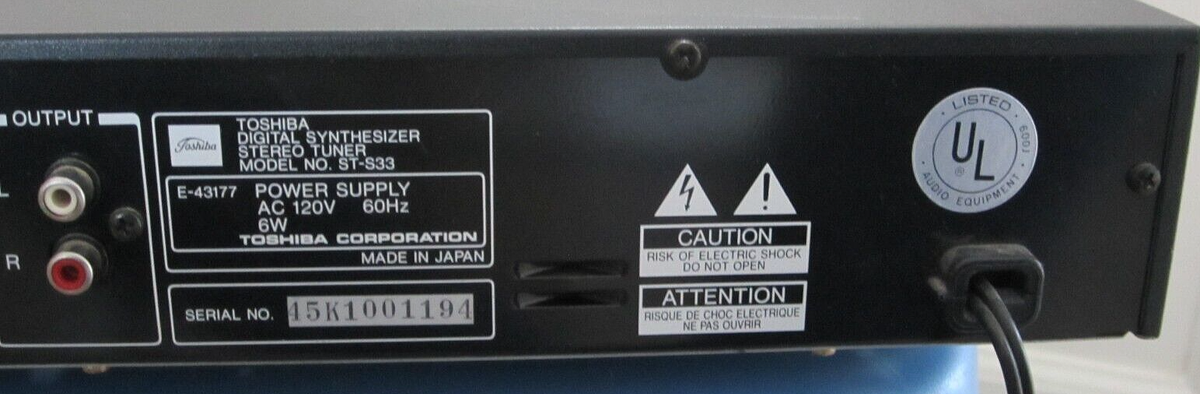 OUTPUT
L
R
Toshiba
TOSHIBA
DIGITAL SYNTHESIZER
STEREO TUNER
MODEL NO. ST-S33
E-43177 POWER SUPPLY
AC 120V 60Hz
6W
TOSHIBA CORPORATION
MADE IN JAPAN
SERIAL NO. 45K1001194
CAUTION
RISK OF ELECTRIC SHOCK
DO NOT OPEN
ATTENTION
RISQUE DE CHOC ELECTRIQUE
NE PAS OUVRIR
LISTED
UL
®
600J
AUDIO EQUIPMENT